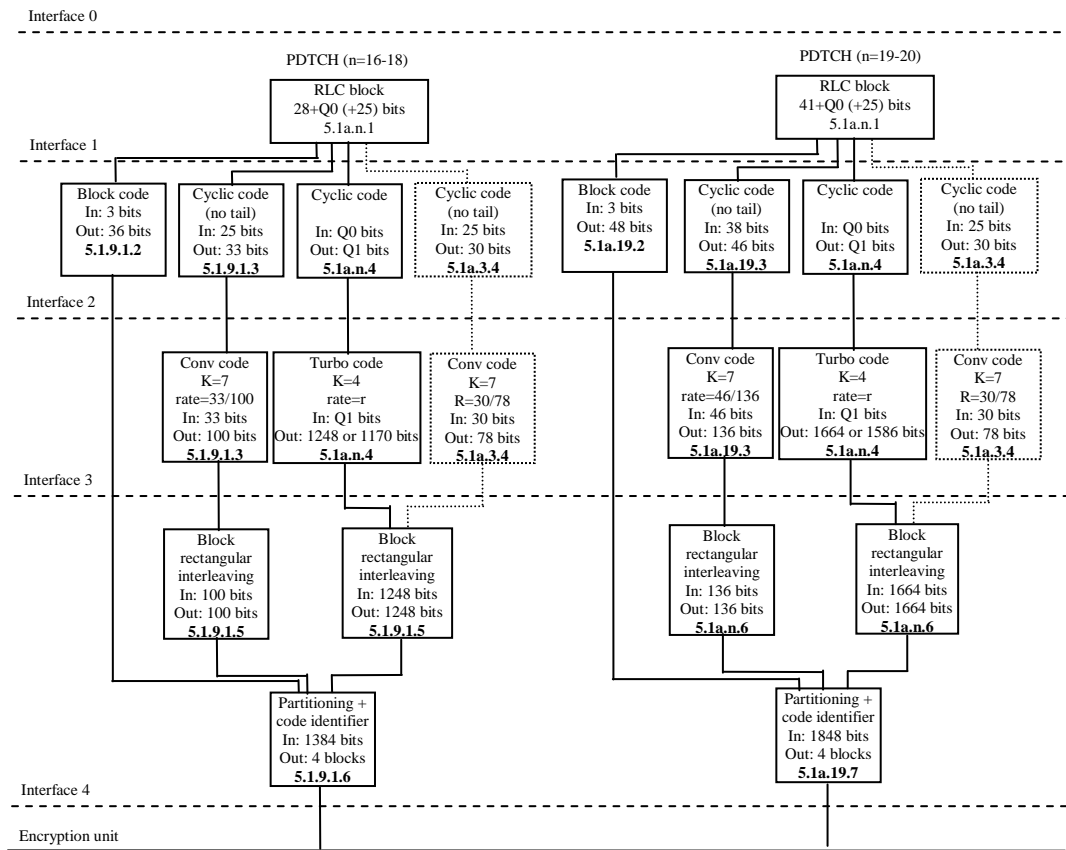 Interface 0
PDTCH (n=16-18)
RLC block
28+Q0 (+25) bits
5.1a.n.1
PDTCH (n=19-20)
RLC block
41+Q0 (+25) bits
5.1a.n.1
Interface 1
Block code
In: 3 bits
Out: 36 bits
5.1.9.1.2
Cyclic code
(no tail)
In: 25 bits
Out: 33 bits
5.1.9.1.3
Cyclic code
In: Q0 bits
Out: Q1 bits
5.1a.n.4
Cyclic code
(no tail)
In: 25 bits
Out: 30 bits
5.1a.3.4
Block code
In: 3 bits
Out: 48 bits
5.1a.19.2
Cyclic code
(no tail)
In: 38 bits
Out: 46 bits
5.1a.19.3
Cyclic code
In: Q0 bits
Out: Q1 bits
5.1a.n.4
Cyclic code
(no tail)
In: 25 bits
Out: 30 bits
5.1a.3.4
Interface 2
Conv code
K=7
rate=33/100
In: 33 bits
Out: 100 bits
5.1.9.1.3
Turbo code
K=4
rate=r
In: Q1 bits
Out: 1248 or 1170 bits
5.1a.n.4
Conv code
K=7
R=30/78
In: 30 bits
Out: 78 bits
5.1a.3.4
Conv code
K=7
rate=46/136
In: 46 bits
Out: 136 bits
5.1a.19.3
Turbo code
K=4
rate=r
In: Q1 bits
Out: 1664 or 1586 bits
5.1a.n.4
Conv code
K=7
R=30/78
In: 30 bits
Out: 78 bits
5.1a.3.4
Interface 3
Block
rectangular
interleaving
In: 100 bits
Out: 100 bits
5.1.9.1.5
Block
rectangular
interleaving
In: 1248 bits
Out: 1248 bits
5.1.9.1.5
Block
rectangular
interleaving
In: 136 bits
Out: 136 bits
5.1a.n.6
Block
rectangular
interleaving
In: 1664 bits
Out: 1664 bits
5.1a.n.6
Partitioning +
code identifier
In: 1384 bits
Out: 4 blocks
5.1.9.1.6
Partitioning +
code identifier
In: 1848 bits
Out: 4 blocks
5.1a.19.7
Interface 4
Encryption unit